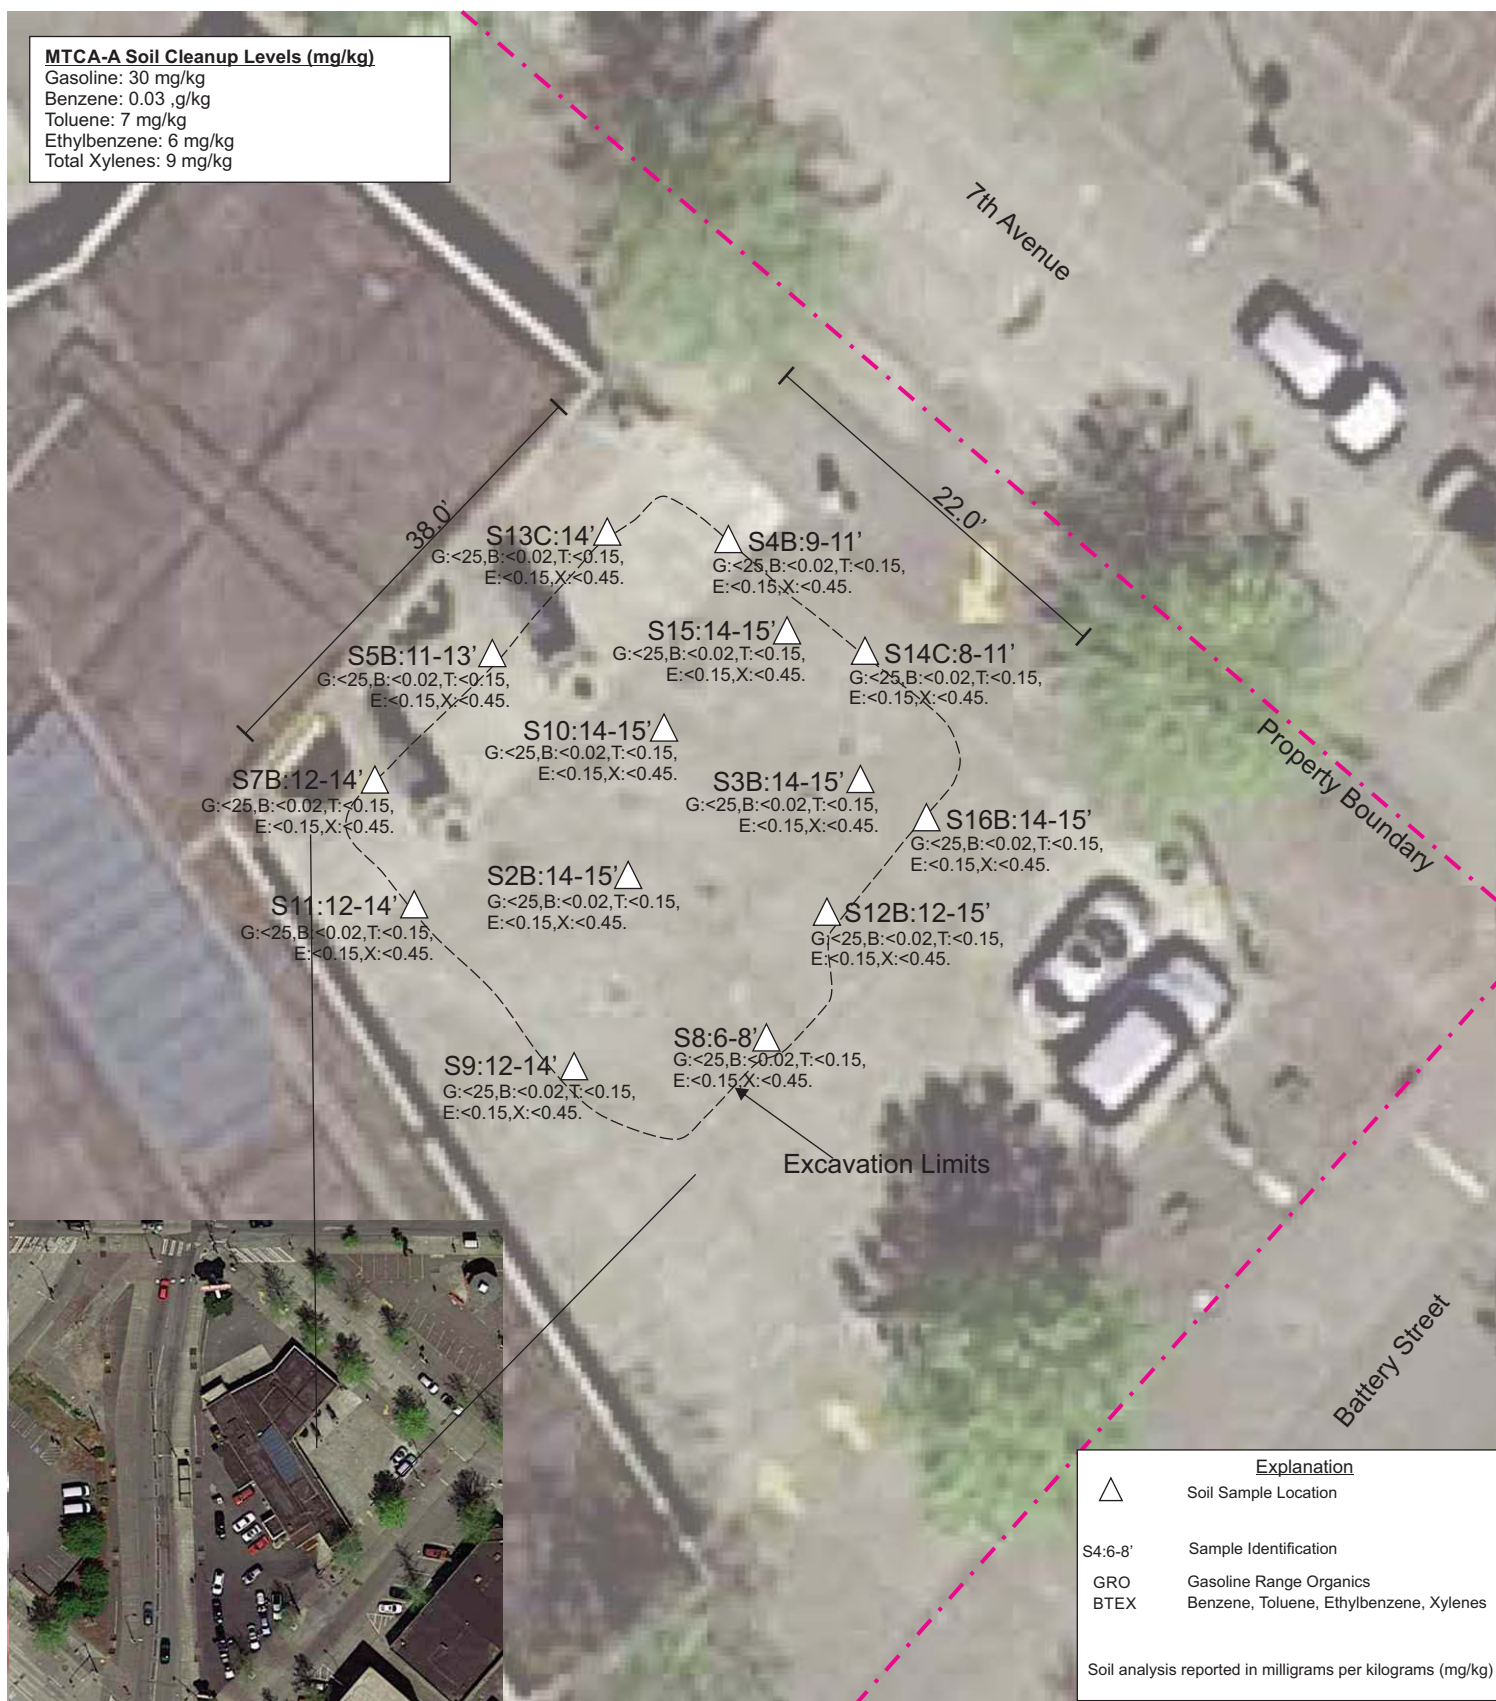 MTCA-A Soil Cleanup Levels (mg/kg)
Gasoline: 30 mg/kg
Benzene: 0.03 ,g/kg
Toluene: 7 mg/kg
Ethylbenzene: 6 mg/kg
Total Xylenes: 9 mg/kg
7th Avenue
38.0’
22.0’
S13C:14’
G:<25,B:<0.02,T:<0.15,
E:<0.15,X:<0.45.
S4B:9-11’
G:<25,B:<0.02,T:<0.15,
E:<0.15,X:<0.45.
S15:14-15’
G:<25,B:<0.02,T:<0.15,
E:<0.15,X:<0.45.
S5B:11-13’
G:<25,B:<0.02,T:<0.15,
E:<0.15,X:<0.45.
S14C:8-11’
G:<25,B:<0.02,T:<0.15,
E:<0.15,X:<0.45.
S10:14-15’
G:<25,B:<0.02,T:<0.15,
E:<0.15,X:<0.45.
S7B:12-14’
G:<25,B:<0.02,T:<0.15,
E:<0.15,X:<0.45.
S3B:14-15’
G:<25,B:<0.02,T:<0.15,
E:<0.15,X:<0.45.
Property Boundary
S16B:14-15’
G:<25,B:<0.02,T:<0.15,
E:<0.15,X:<0.45.
S2B:14-15’
G:<25,B:<0.02,T:<0.15,
E:<0.15,X:<0.45.
S11:12-14’
G:<25,B:<0.02,T:<0.15,
E:<0.15,X:<0.45.
S12B:12-15’
G:<25,B:<0.02,T:<0.15,
E:<0.15,X:<0.45.
S8:6-8’
G:<25,B:<0.02,T:<0.15,
E:<0.15,X:<0.45.
S9:12-14’
G:<25,B:<0.02,T:<0.15,
E:<0.15,X:<0.45.
Excavation Limits
Battery Street
Explanation
Soil Sample Location
S4:6-8’ Sample Identification
GRO Gasoline Range Organics
BTEX Benzene, Toluene, Ethylbenzene, Xylenes
Soil analysis reported in milligrams per kilograms (mg/kg)